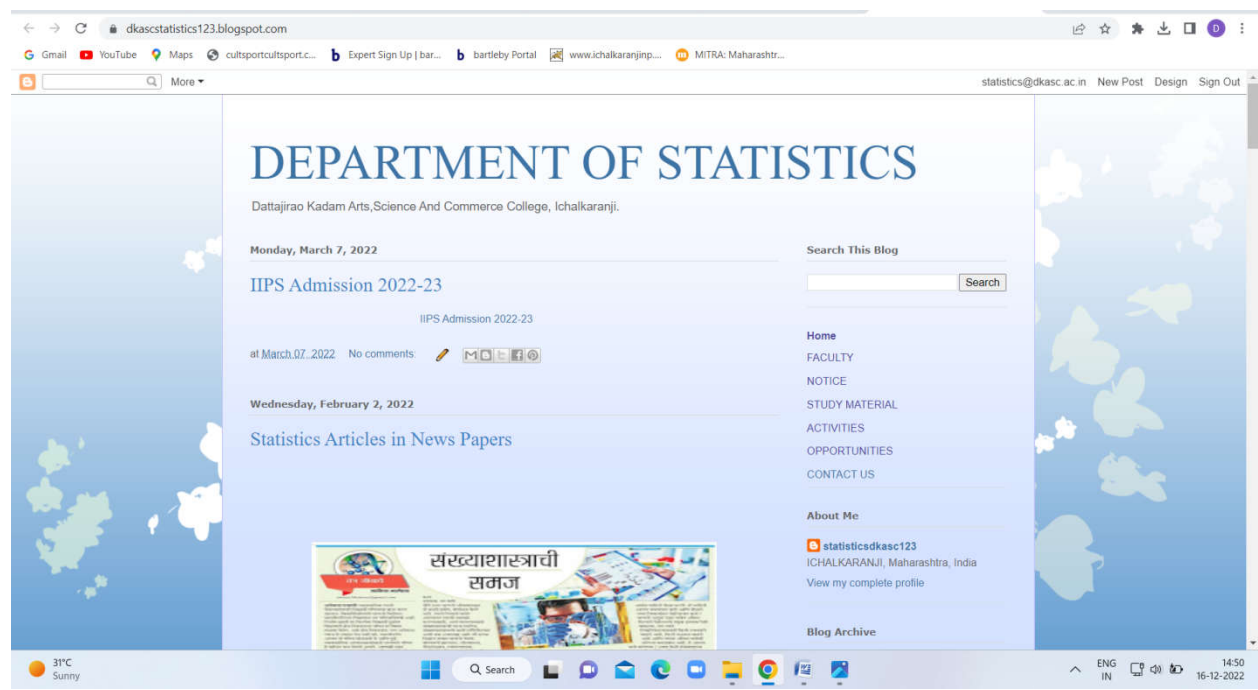 dkascstatistics123.blogspot.com
D
Gmail YouTube Maps cultsportcultsport.c... Expert Sign Up | bar... bartleby Portal www.ichalkaranjinp.... MITRA: Maharashtr...
More statistics@dkasc.ac.in New Post Design Sign Out
DEPARTMENT OF STATISTICS
Dattajirao Kadam Arts,Science And Commerce College, Ichalkaranji.
Monday, March 7, 2022
IIPS Admission 2022-23
IIPS Admission 2022-23
at March 07, 2022 No comments:
Wednesday, February 2, 2022
Statistics Articles in News Papers
संख्याशास्त्राची
समज
Search This Blog
Search
Home
FACULTY
NOTICE
STUDY MATERIAL
ACTIVITIES
OPPORTUNITIES
CONTACT US
About Me
statisticsdkasc123
ICHALKARANJI, Maharashtra, India
View my complete profile
Blog Archive
31°C
Sunny
Search
ENG
IN
14:50
16-12-2022